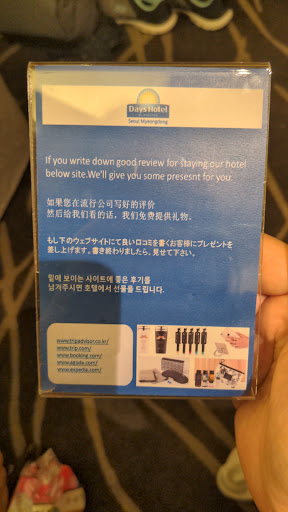 Days Hotel
Seoul Myeongdong
If you write down good review for staying our hotel
below site.We'll give you some presesnt for you
如果您在流行公司写好的评价
然后给我们看的话，我们免费提供礼物。
もし下のウェブサイトにて良い口コミを書くお客様にプレゼントを
差し上げます。書き終わりましたら、見せて下さい。
밑에 보이는 사이트에 좋은 후기를
남겨주시면 호텔에서 선물을 드립니다.
www.tripadvisor.co.kr/
www.trip.com/
www.booking.com/
www.agoda.com/
www.expedia.com/